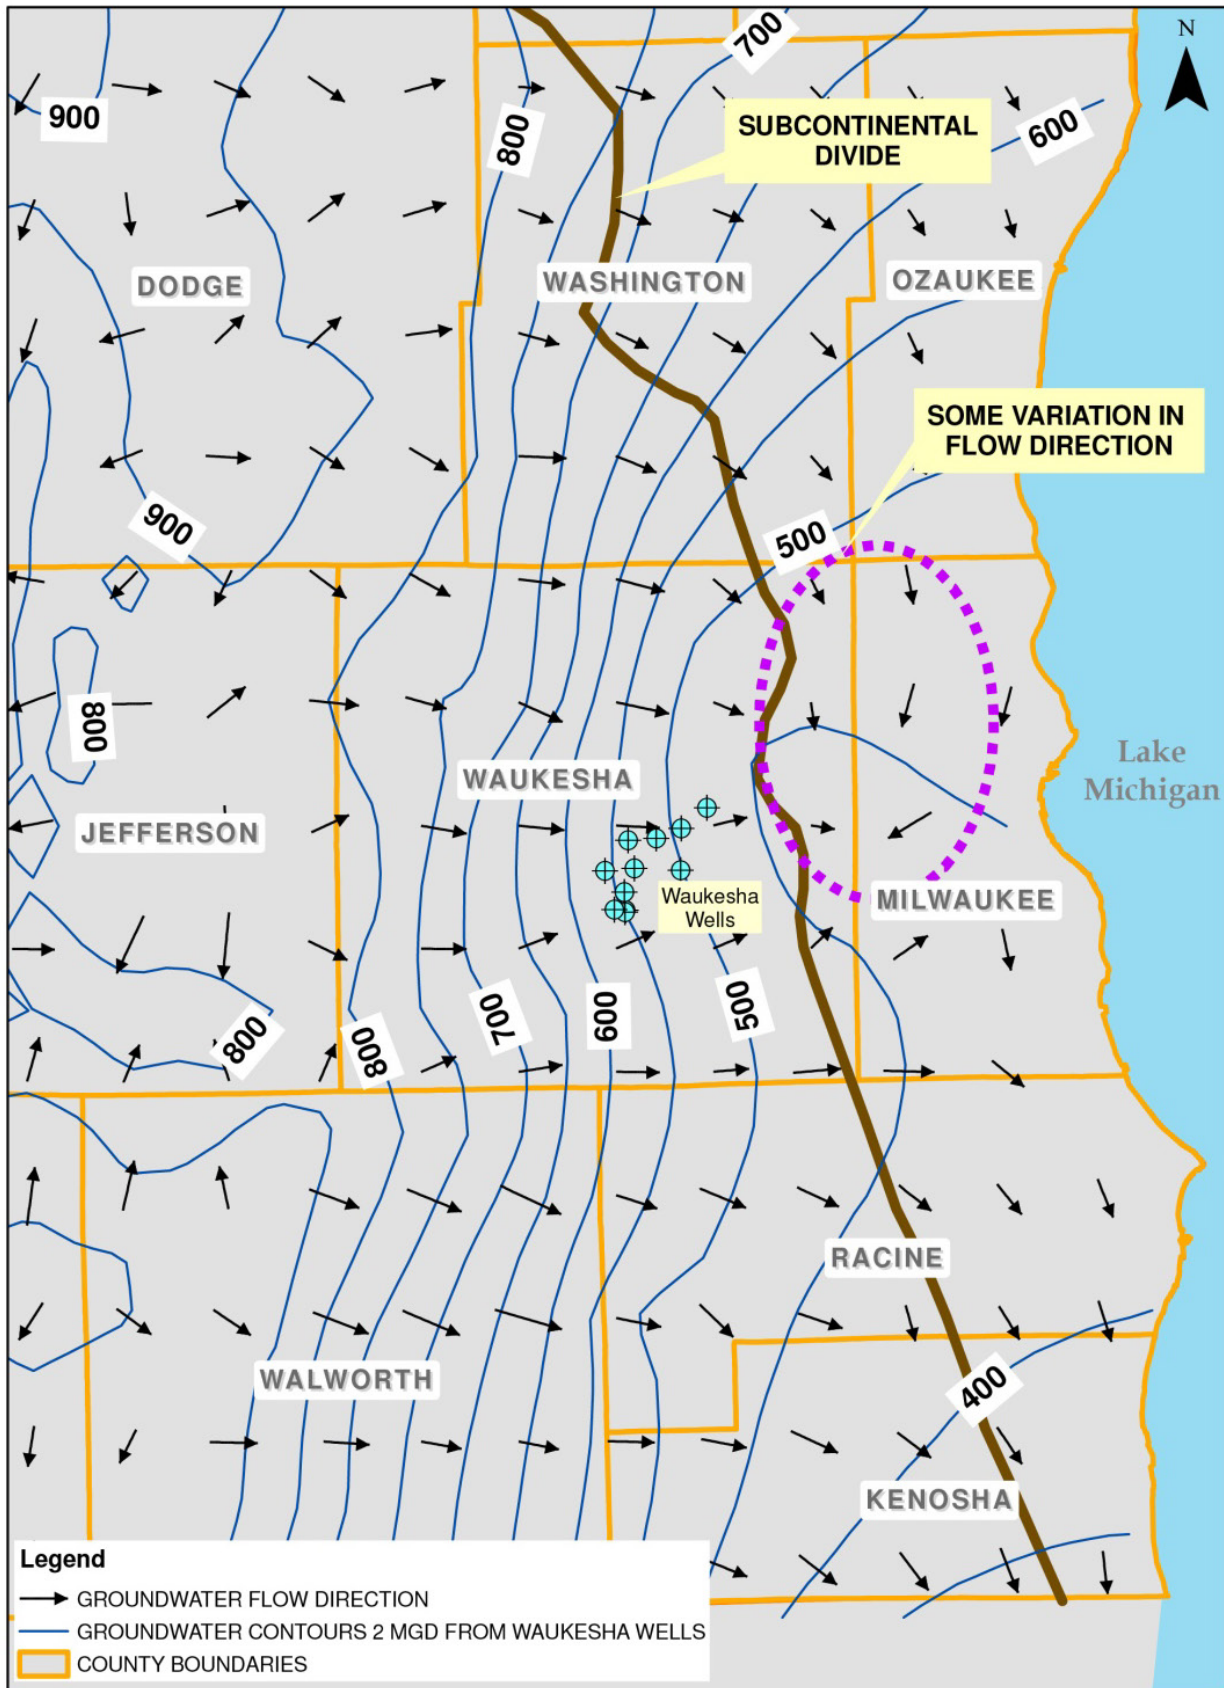 N
700
900
800
600
SUBCONTINENTAL
DIVIDE
DODGE
WASHINGTON
OZAUKEE
SOME VARIATION IN
FLOW DIRECTION
900
500
800
Lake
Michigan
WAUKESHA
JEFFERSON
Waukesha
Wells
MILWAUKEE
800
800
700
600
500
RACINE
WALWORTH
400
KENOSHA
Legend
GROUNDWATER FLOW DIRECTION
GROUNDWATER CONTOURS 2 MGD FROM WAUKESHA WELLS
COUNTY BOUNDARIES